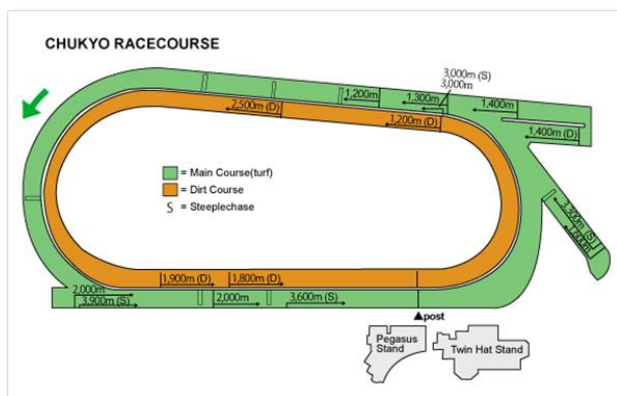 CHUKYO RACECOURSE
3,000m (S)
3,000m
1,200m
1,300m
1,400m
2,500m (D)
1,200m (D)
1,400m (D)
= Main Course(turf)
= Dirt Course
S = Steeplechase
3,300m (S)
1,900m (D)
1,800m (D)
2,000m
3,900m (S)
2,000m
3,600m (S)
▲post
Pegasus
Stand
Twin Hat Stand